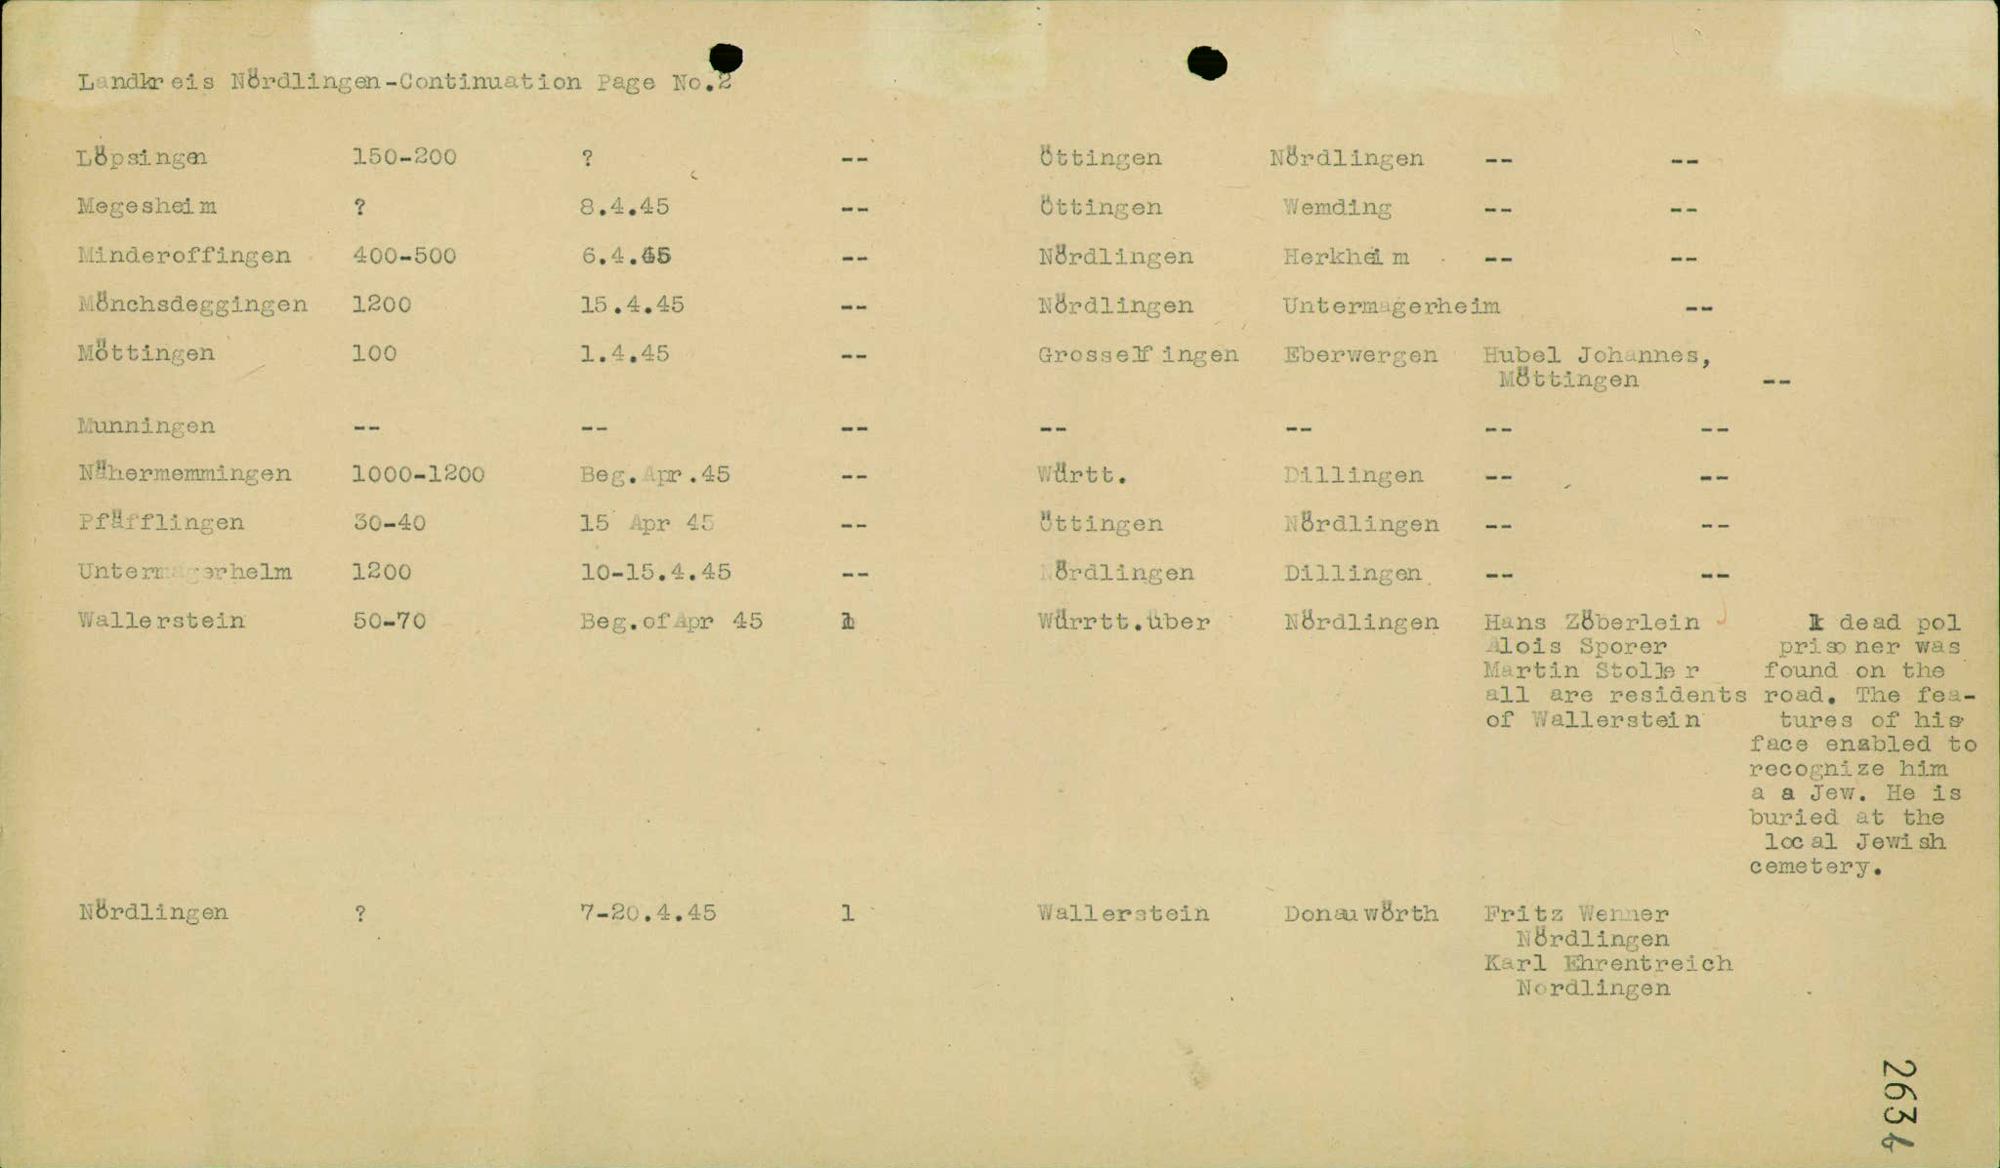 Landkreis Nördlingen-Continuation Page No.2
Löpsingen 150-200 ? -- Öttingen Nördlingen -- --
Megesheim ? 8.4.45 -- Öttingen Wemding -- --
Minderoffingen 400-500 6.4.45 -- Nördlingen Herkheim -- --
Mönchsdeggingen 1200 15.4.45 -- Nördlingen Untermagerheim --
Möttingen 100 1.4.45 -- Grosselfingen Eberwergen Hubel Johannes,
Möttingen --
Munningen -- -- -- -- -- -- --
Nähermemmingen 1000-1200 Beg.Apr.45 -- Württ. Dillingen -- --
Pfäfflingen 30-40 15 Apr 45 -- Öttingen Nördlingen -- --
Untermagerhelm 1200 10-15.4.45 -- Nördlingen Dillingen -- --
Wallerstein 50-70 Beg.of Apr 45 1 Würrtt.über Nördlingen Hans Zöberlein 1 dead pol
Alois Sporer prisoner was
Martin Stoller found on the
all are residents road. The fea-
of Wallerstein tures of his
face enabled to
recognize him
a a Jew. He is
buried at the
local Jewish
cemetery.
Nördlingen ? 7-20.4.45 1 Wallerstein Donauwörth Fritz Wenner
Nördlingen
Karl Ehrentreich
Nordlingen